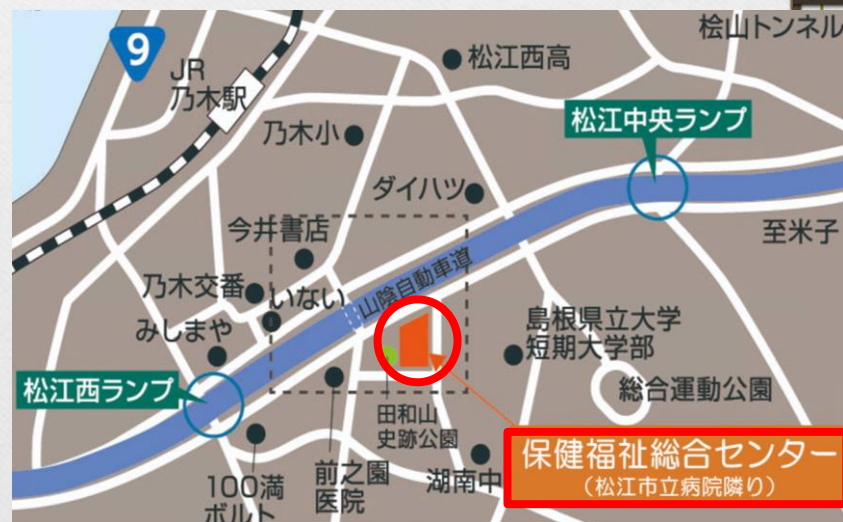 9
桧山トンネル
JR
乃木駅
松江西高
松江中央ランプ
乃木小
ダイハツ
至米子
今井書店
山陰自動車道
乃木交番
いない
みしまや
島根県立大学
短期大学部
松江西ランプ
総合運動公園
田和山
史跡公園
保健福祉総合センター
(松江市立病院隣り)
100満
ボルト
前之園
医院
湖南中